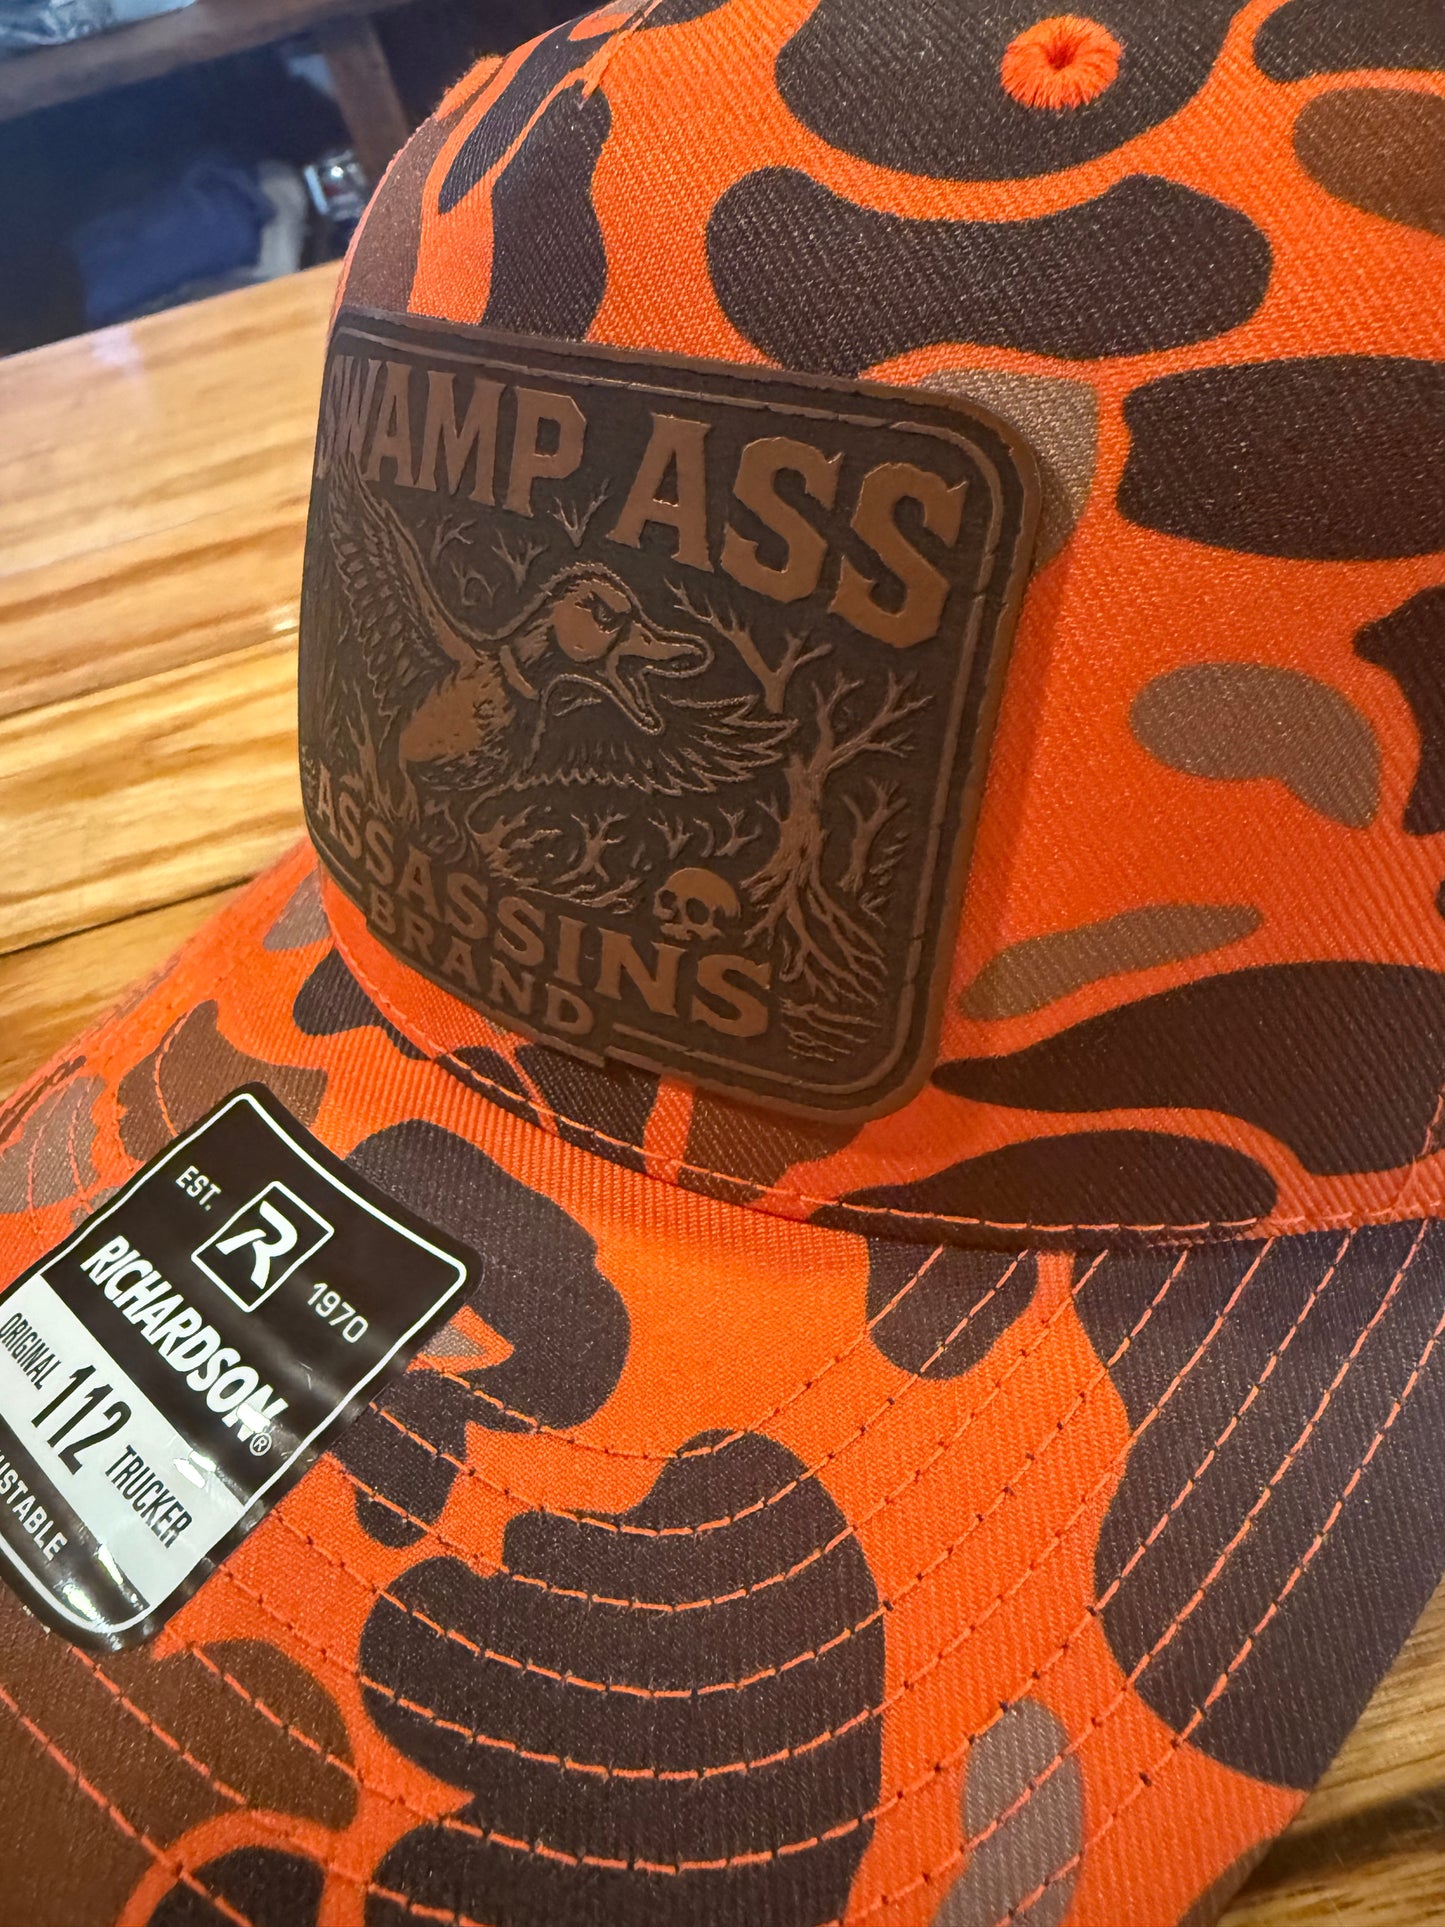 SWAMP ASS
ASSASSINS
BRAND
EST. R 1970
RICHARDSON®
ORIGINAL 112 TRUCKER